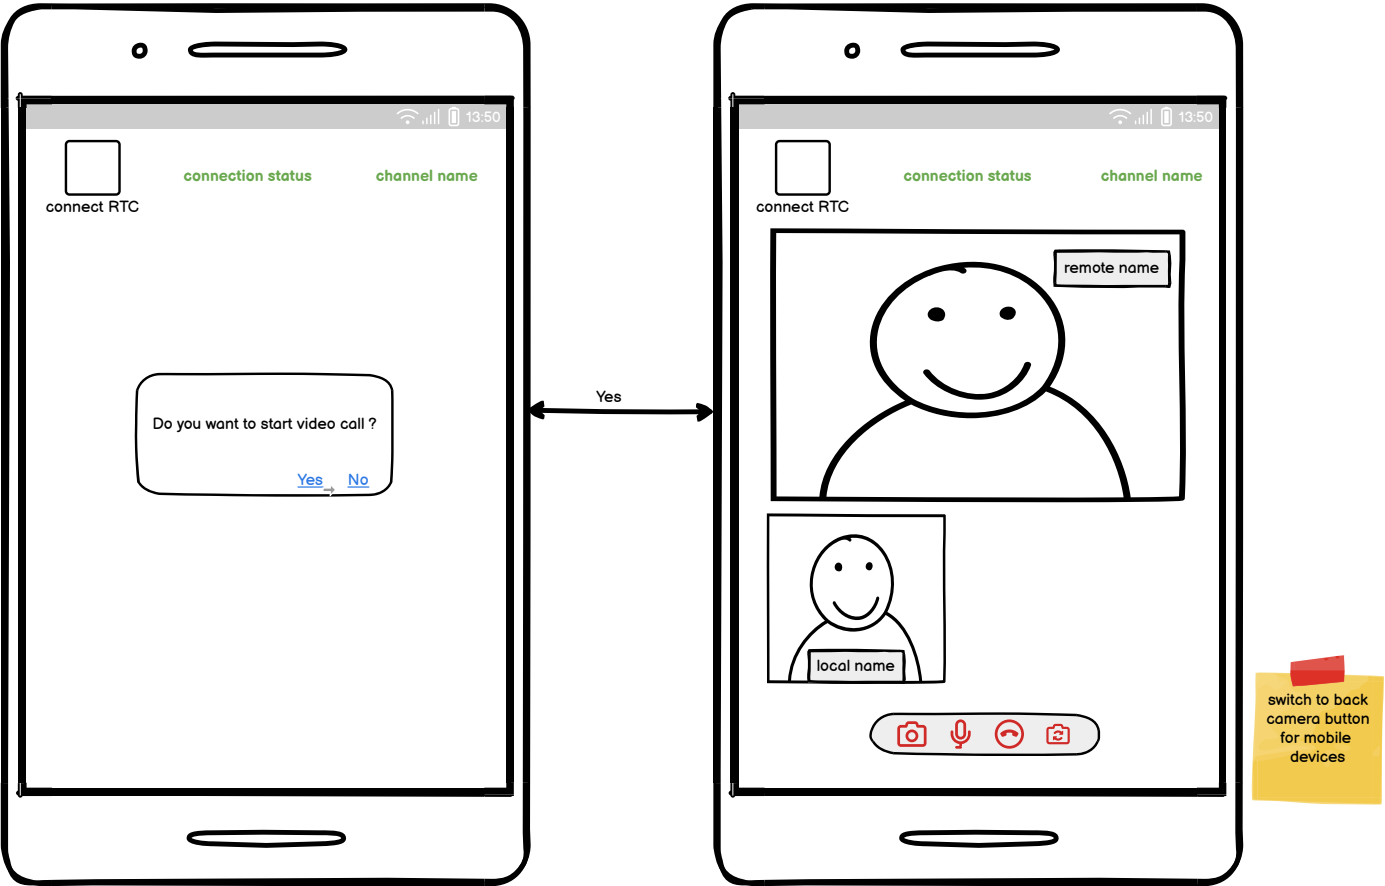 13:50
connection status
channel name
connect RTC
Do you want to start video call ?
Yes No
Yes
13:50
connection status
channel name
connect RTC
remote name
local name
switch to back
camera button
for mobile
devices